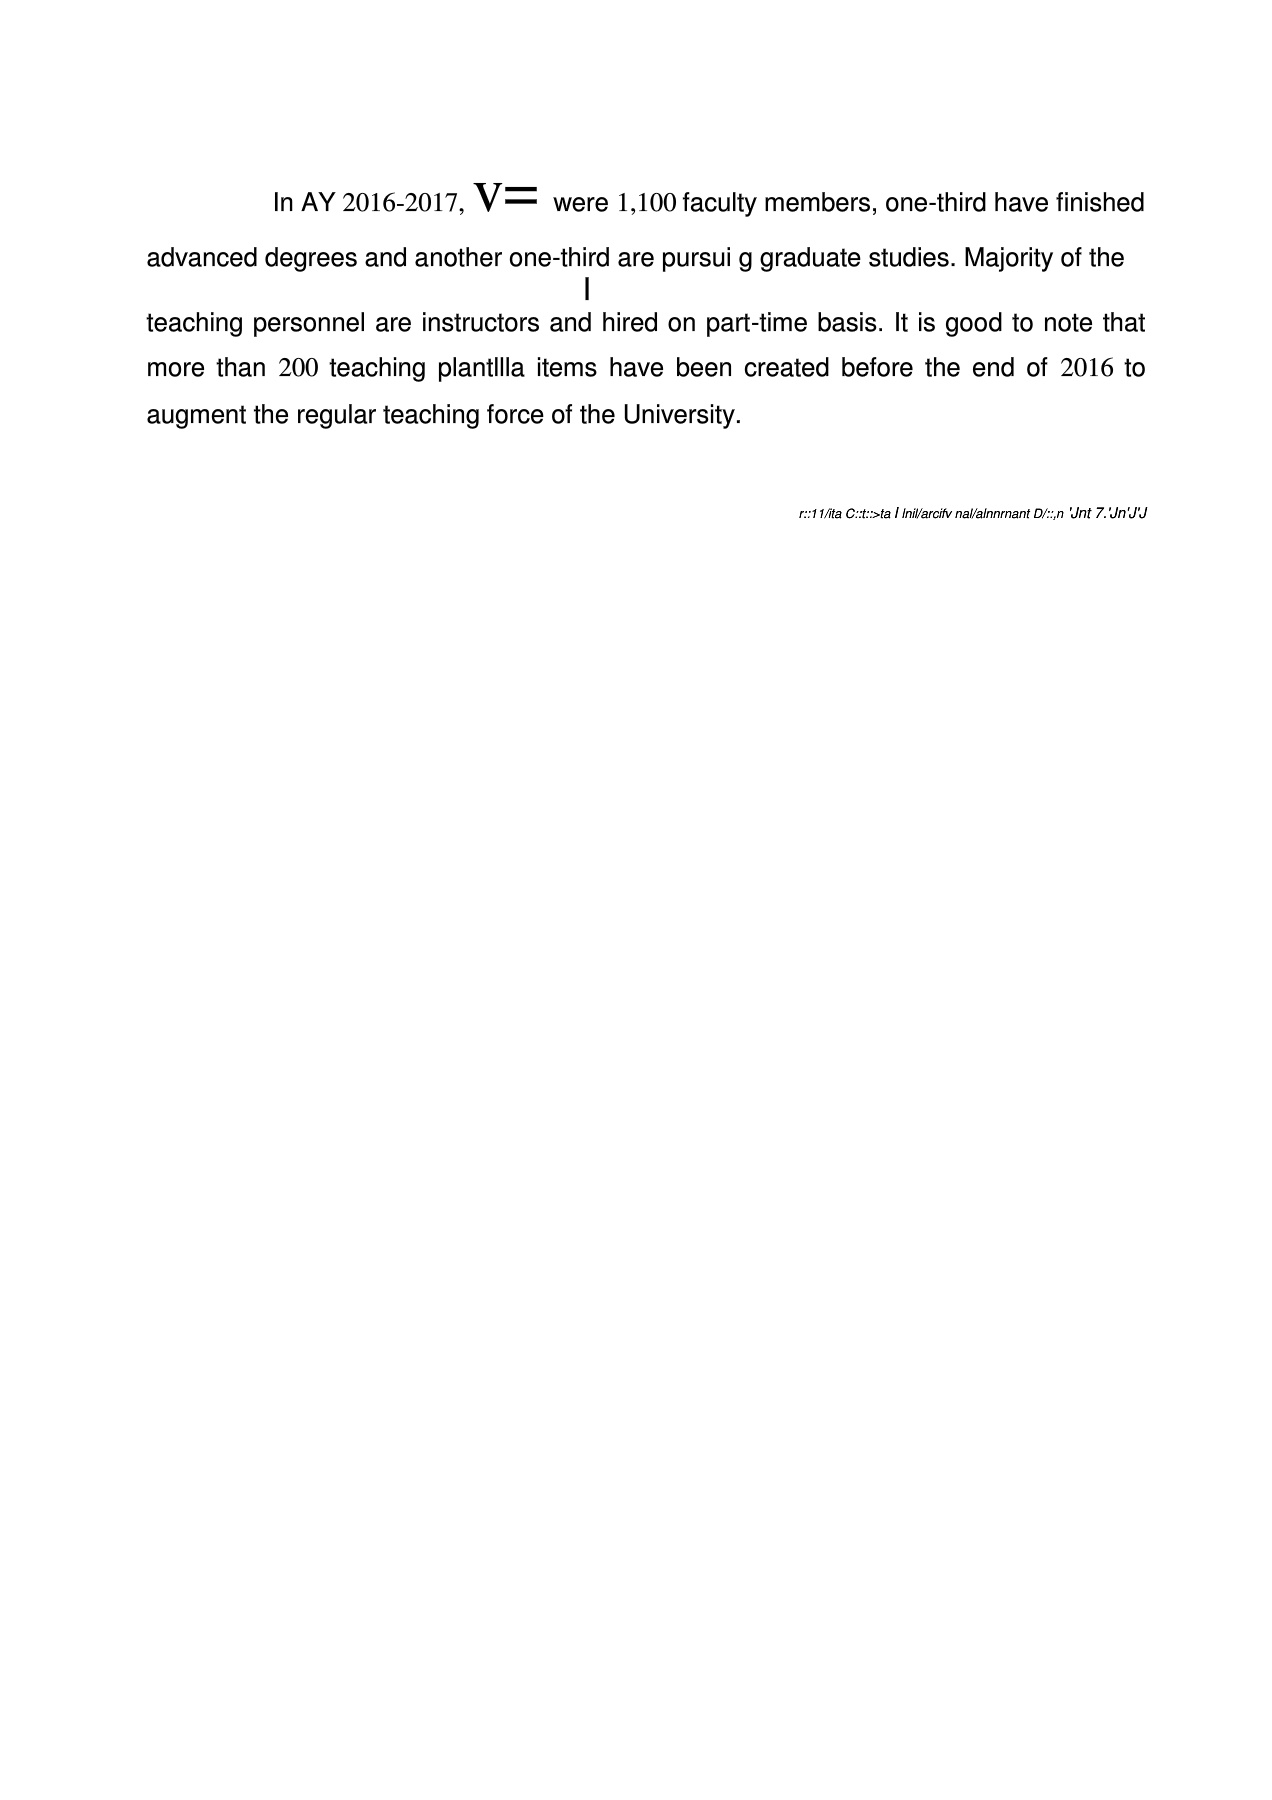 In AY 2016-2017, V= were 1,100 faculty members, one-third have finished
advanced degrees and another one-third are pursui g graduate studies. Majority of the
I
teaching personnel are instructors and hired on part-time basis. It is good to note that
more than 200 teaching plantllla items have been created before the end of 2016 to
augment the regular teaching force of the University.
r::11/ita C::t::>ta I lnil/arcifv nal/alnnrnant D/::,n 'Jnt 7.'Jn'J'J